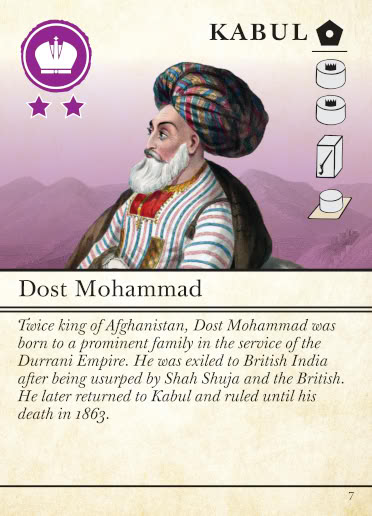 KABUL
Dost Mohammad
Twice king of Afghanistan, Dost Mohammad was
born to a prominent family in the service of the
Durrani Empire. He was exiled to British India
after being usurped by Shah Shuja and the British.
He later returned to Kabul and ruled until his
death in 1863.
7